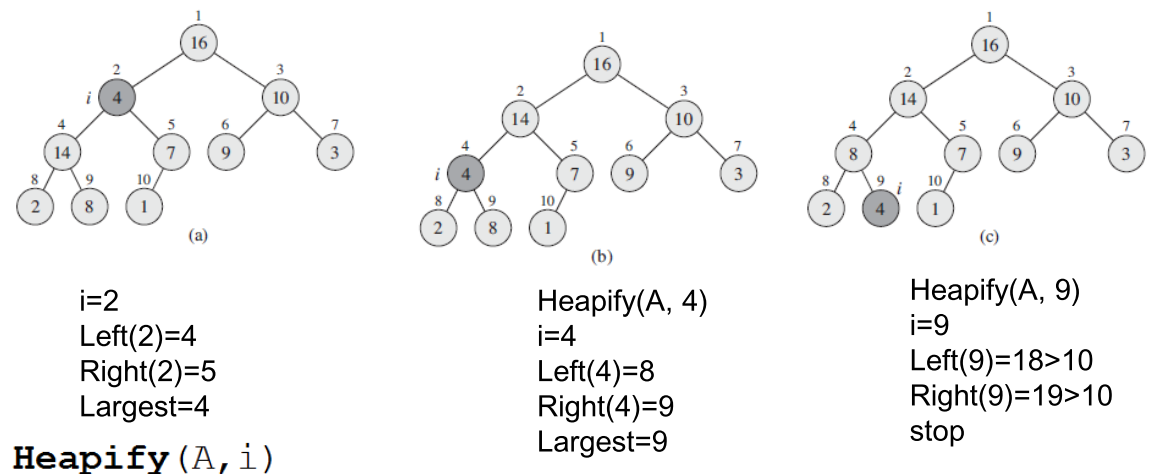 1
16
2
3
i
4
10
4
5
6
7
14
7
9
3
8
9
10
2
8
1
(a)
i=2
Left(2)=4
Right(2)=5
Largest=4
Heapify(A,i)
1
16
2
3
14
10
4
5
6
7
i
4
7
9
3
8
9
10
2
8
1
(b)
Heapify(A, 4)
i=4
Left(4)=8
Right(4)=9
Largest=9
1
16
2
3
14
10
4
5
6
7
8
7
9
3
8
9
i
10
2
4
1
(c)
Heapify(A, 9)
i=9
Left(9)=18>10
Right(9)=19>10
stop